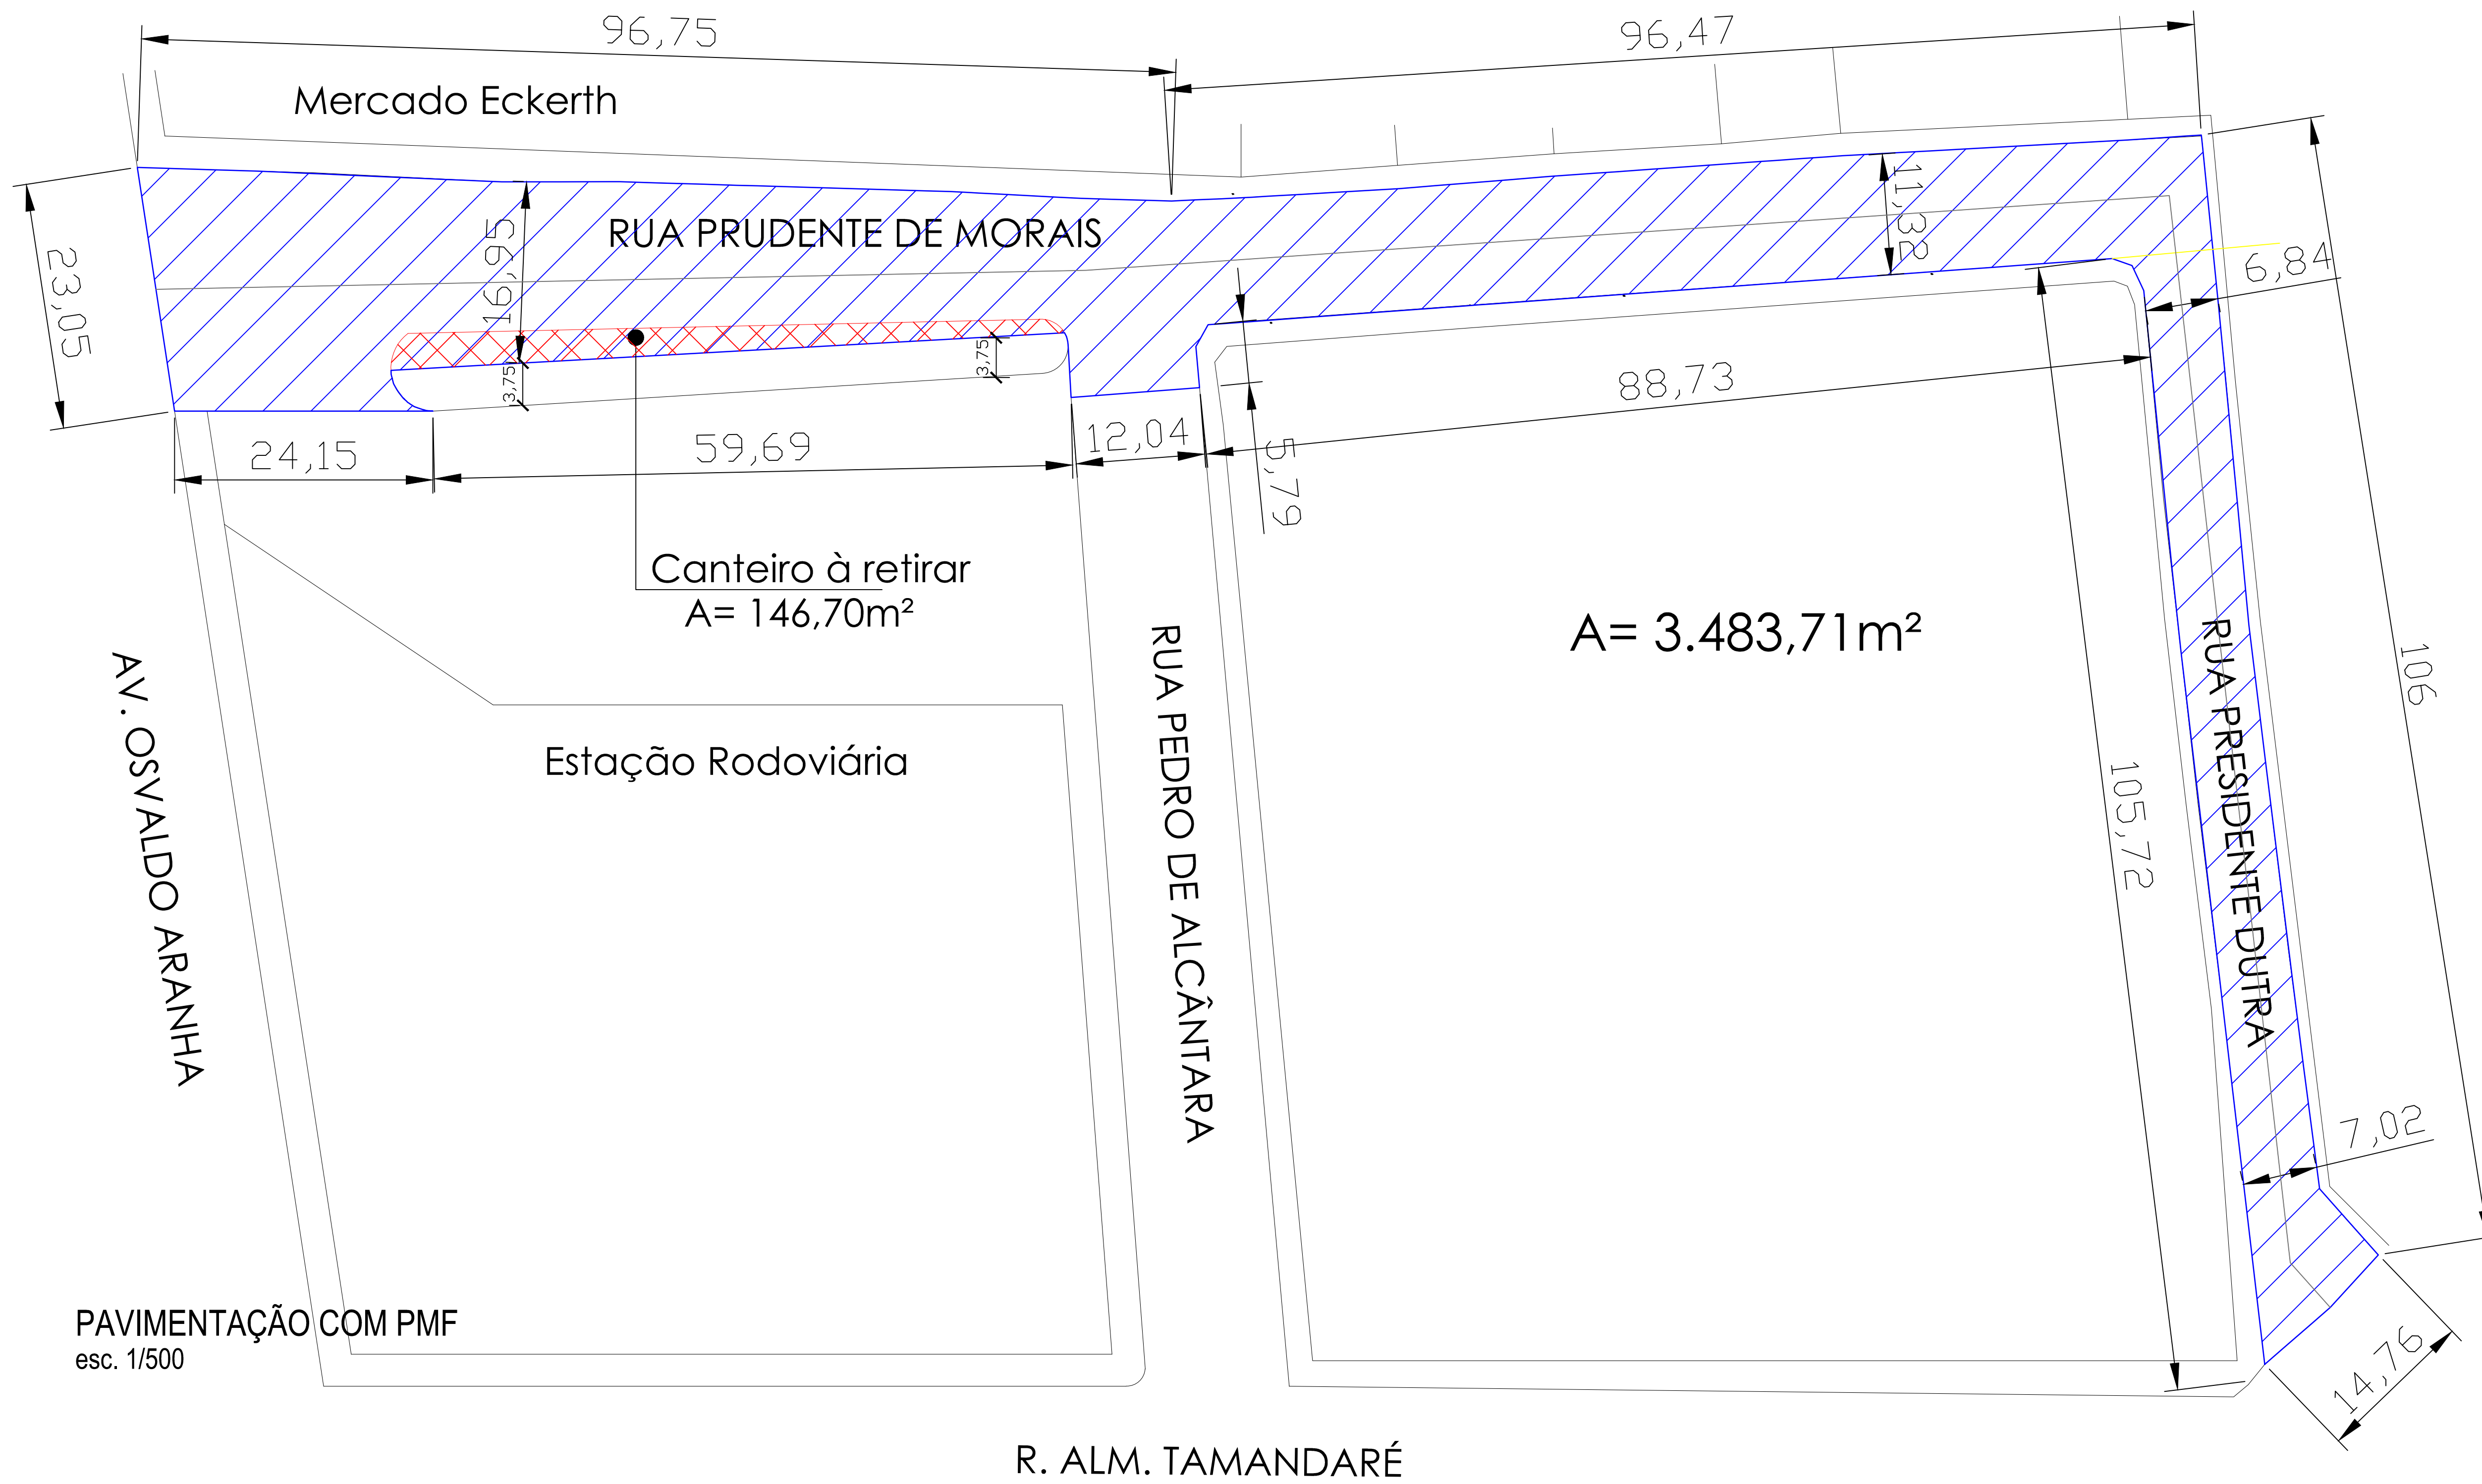 96,75
96,47
Mercado Eckerth
RUA PRUDENTE DE MORAIS
16,95
11,32
6,84
23,05
3,75
3,75
24,15
59,69
12,04
5,79
88,73
Canteiro à retirar
A= 146,70m²
A= 3.483,71m²
Estação Rodoviária
AV. OSVALDO ARANHA
RUA PEDRO DE ALCÂNTARA
RUA PRESIDENTE DUTRA
105,72
106
7,02
14,76
PAVIMENTAÇÃO COM PMF
esc. 1/500
R. ALM. TAMANDARÉ